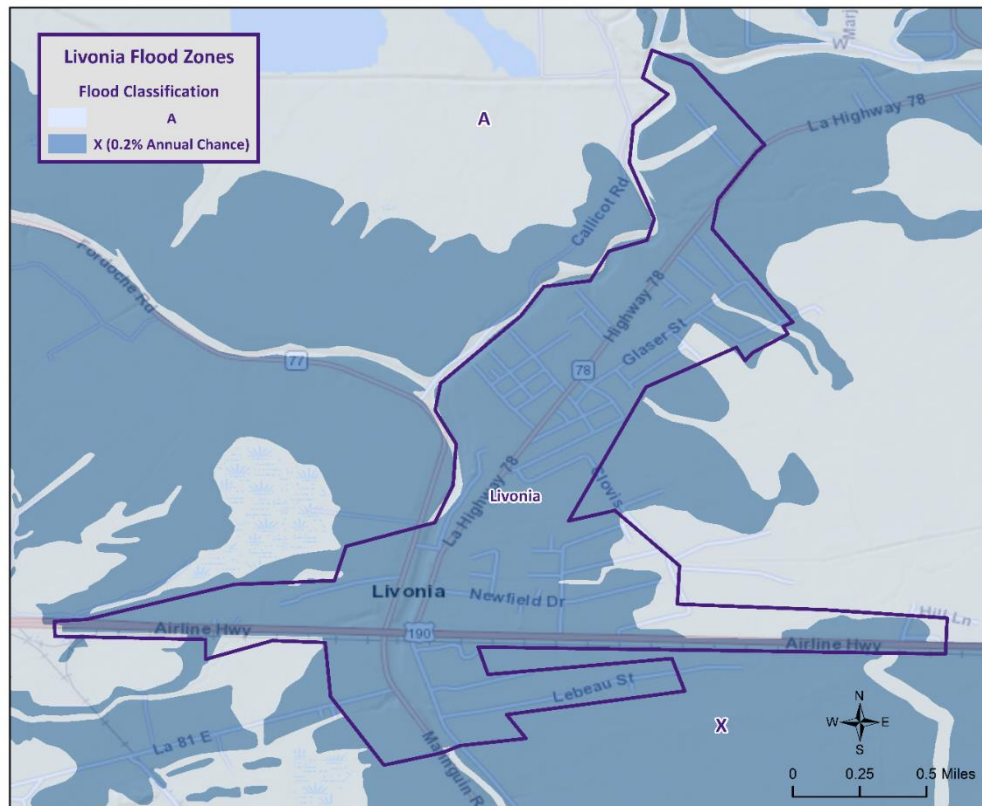 Livonia Flood Zones
Flood Classification
A
X (0.2% Annual Chance)
W
Marj
La Highway 78
A
Callicot Rd
Fordoche Rd
77
Highway 78
Glaser St
78
La Highway 78
Clovis
Livonia
Livonia
Newfield Dr
Hill Ln
Airline Hwy
190
Airline Hwy
Lebeau St
La 81 E
X
N
W E
S
0 0.25 0.5 Miles